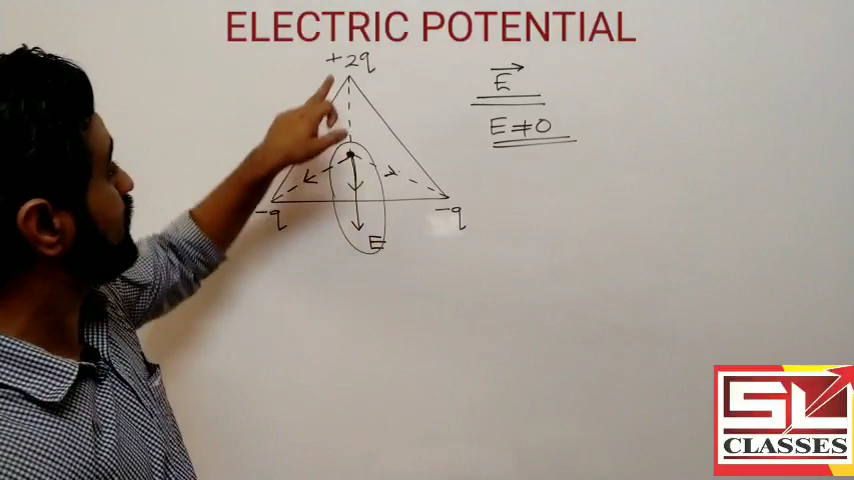 ELECTRIC POTENTIAL
+2q
E
E ≠ 0
-q
-q
E
SL
CLASSES